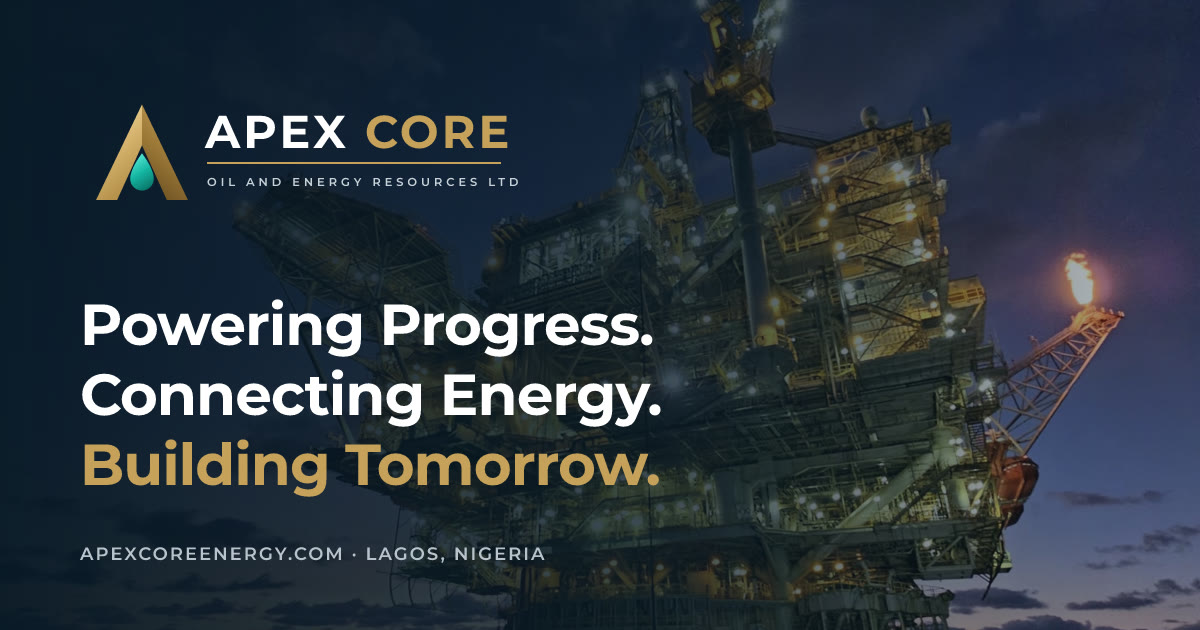 APEX CORE
OIL AND ENERGY RESOURCES LTD
Powering Progress.
Connecting Energy.
Building Tomorrow.
APEXCOREENERGY.COM · LAGOS, NIGERIA